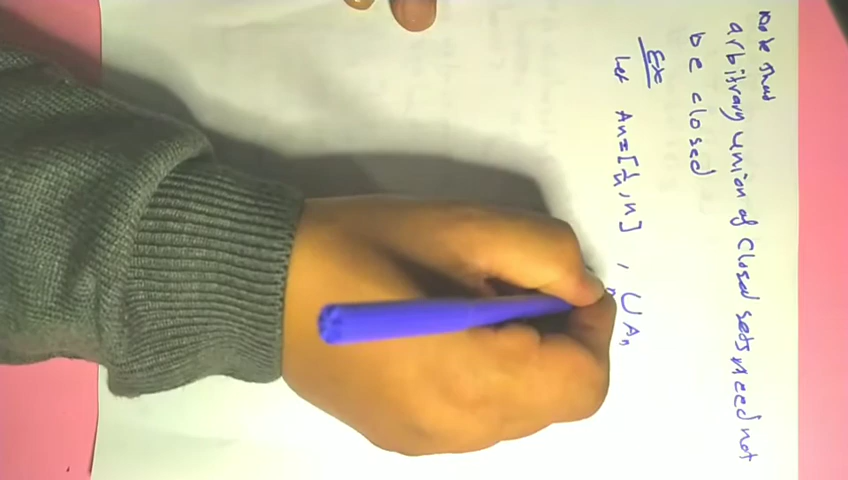 Note that
arbitrary union of closed sets need not
be closed
Ex
Let An=[1/n, n] , ∪An